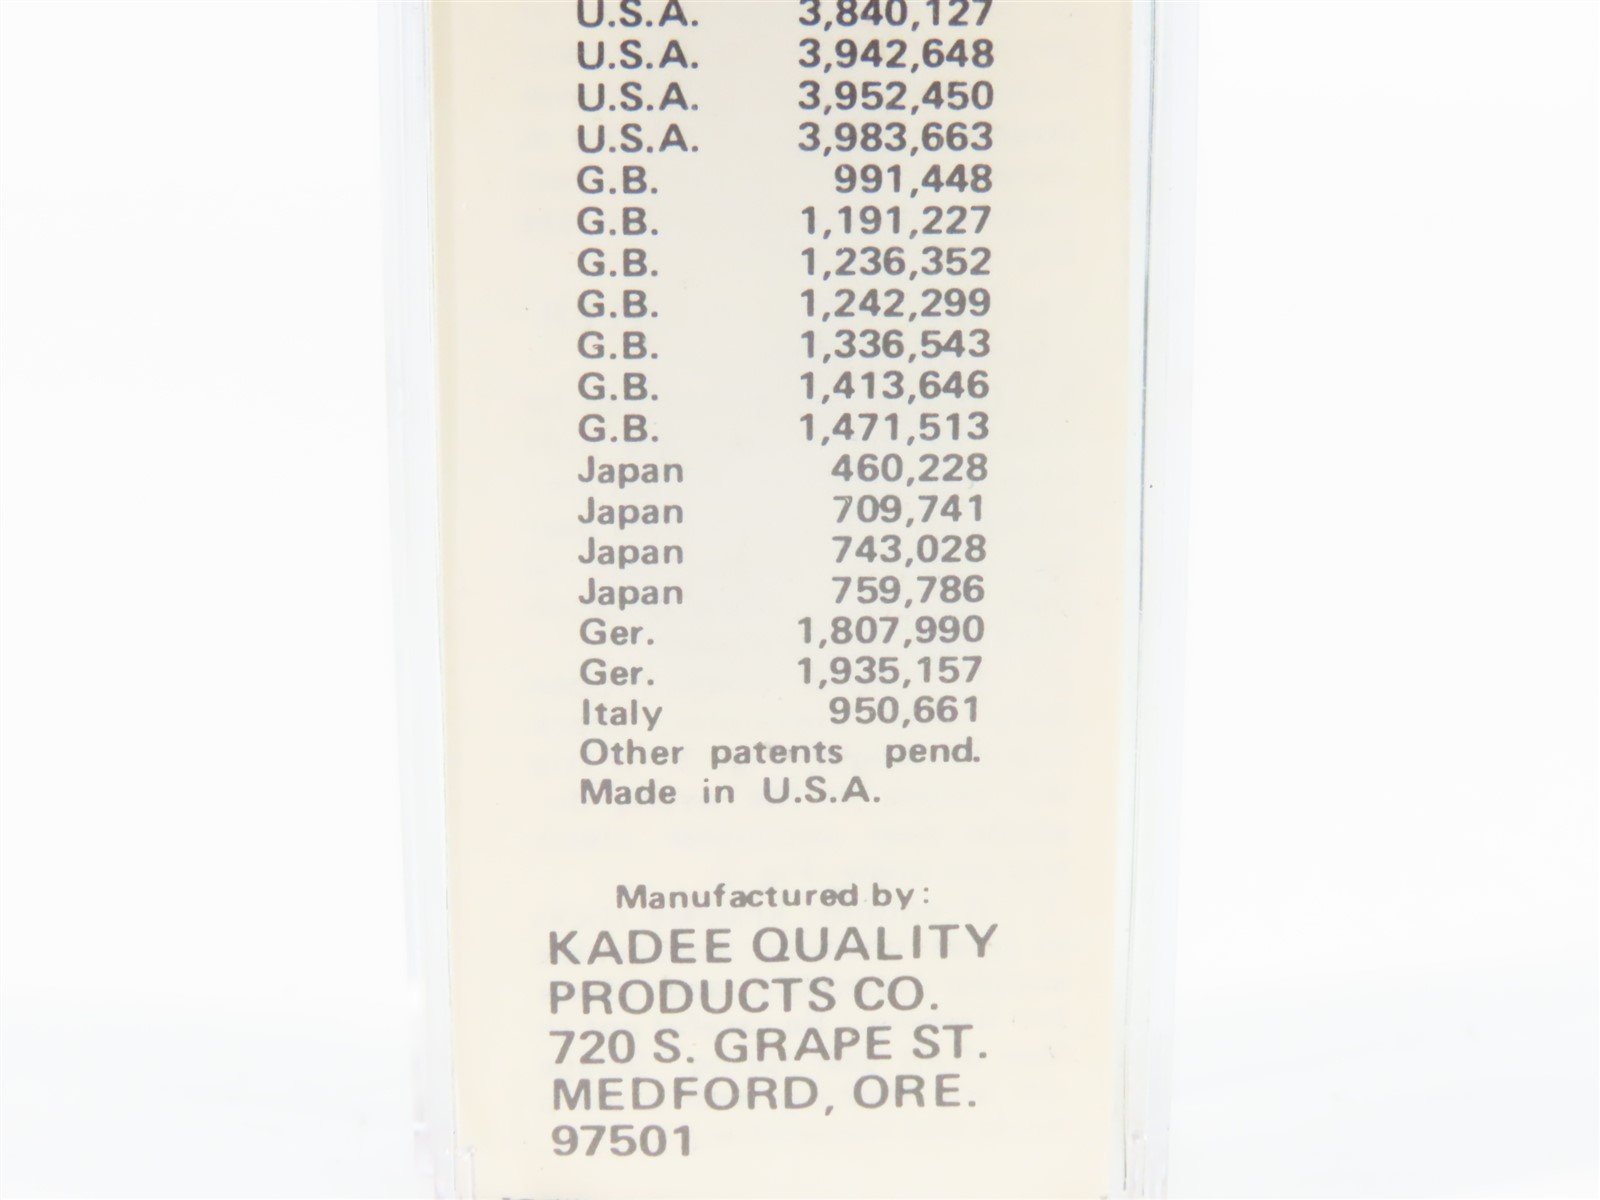 U.S.A. 3,840,127
U.S.A. 3,942,648
U.S.A. 3,952,450
U.S.A. 3,983,663
G.B. 991,448
G.B. 1,191,227
G.B. 1,236,352
G.B. 1,242,299
G.B. 1,336,543
G.B. 1,413,646
G.B. 1,471,513
Japan 460,228
Japan 709,741
Japan 743,028
Japan 759,786
Ger. 1,807,990
Ger. 1,935,157
Italy 950,661
Other patents pend.
Made in U.S.A.
Manufactured by:
KADEE QUALITY
PRODUCTS CO.
720 S. GRAPE ST.
MEDFORD, ORE.
97501